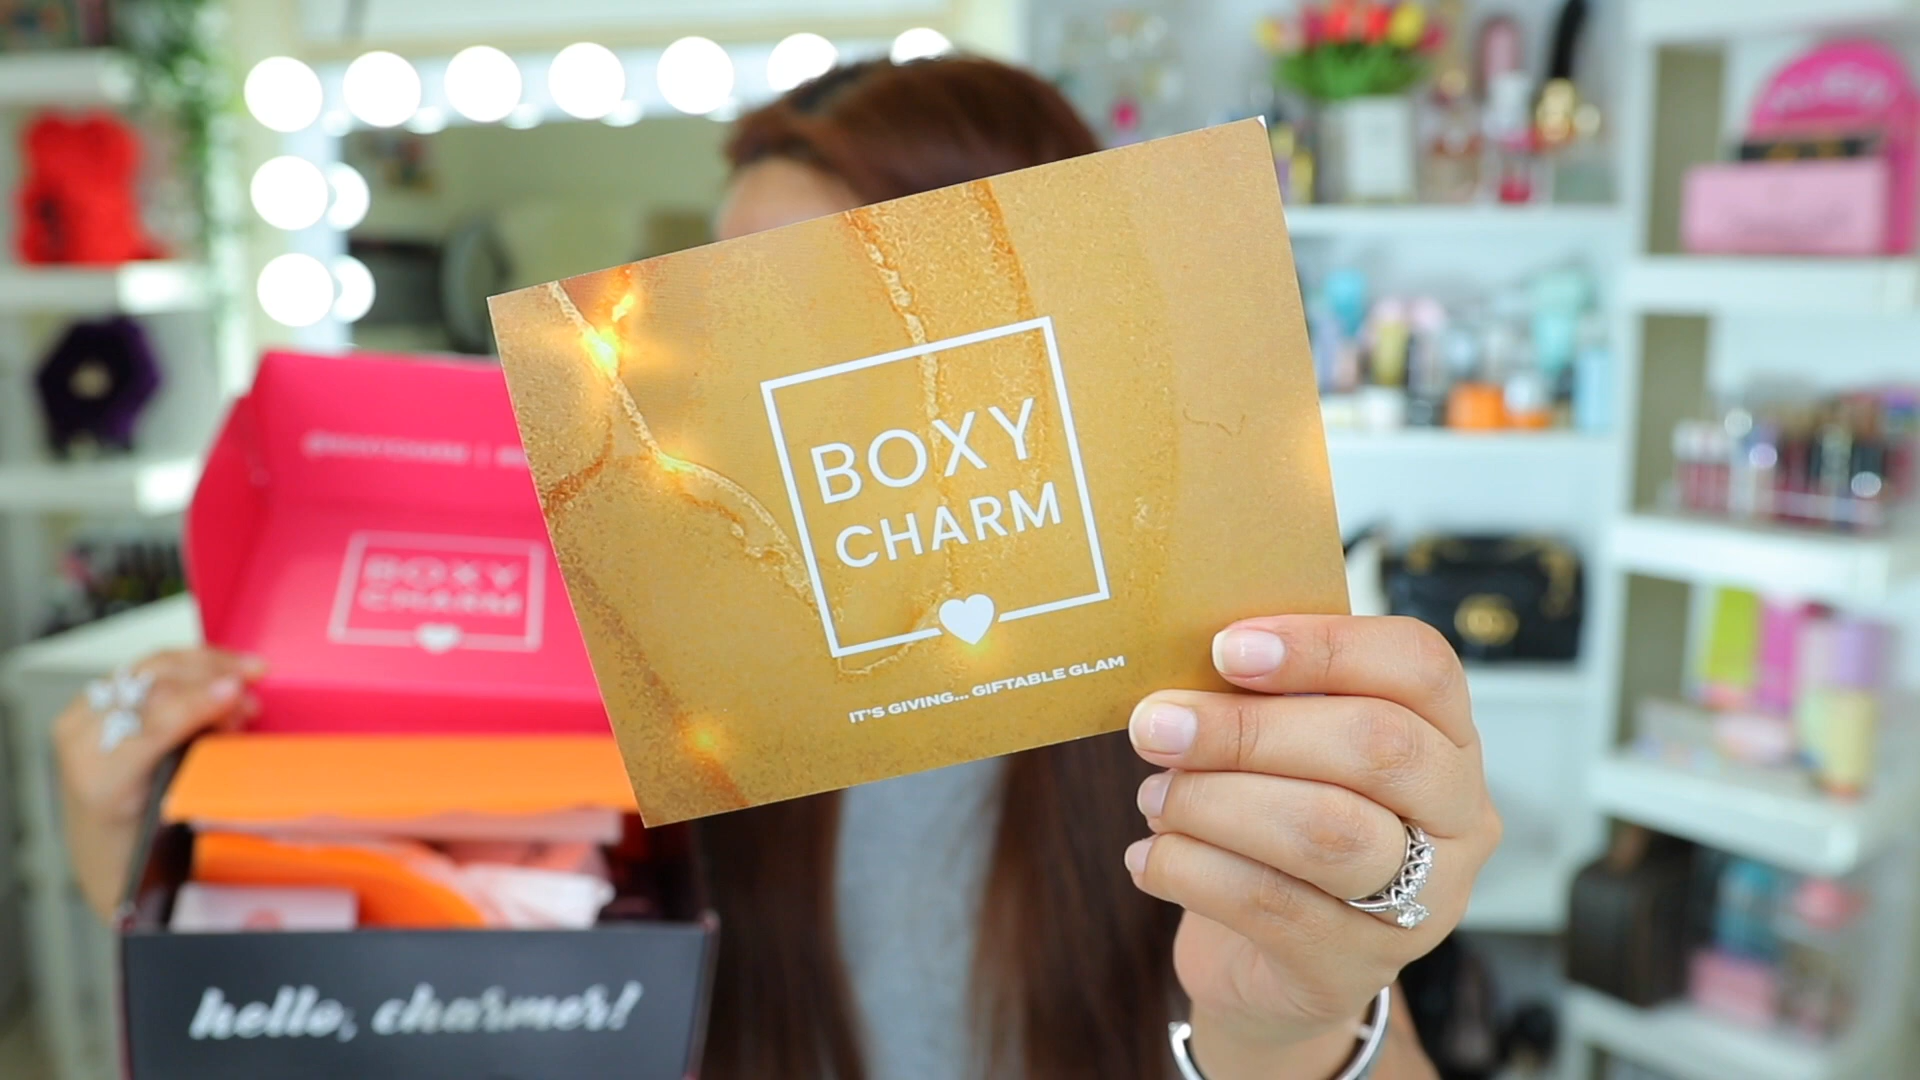 BOXY
CHARM
IT'S GIVING... GIFTABLE GLAM
BOXY
CHARM
hello, charmer!